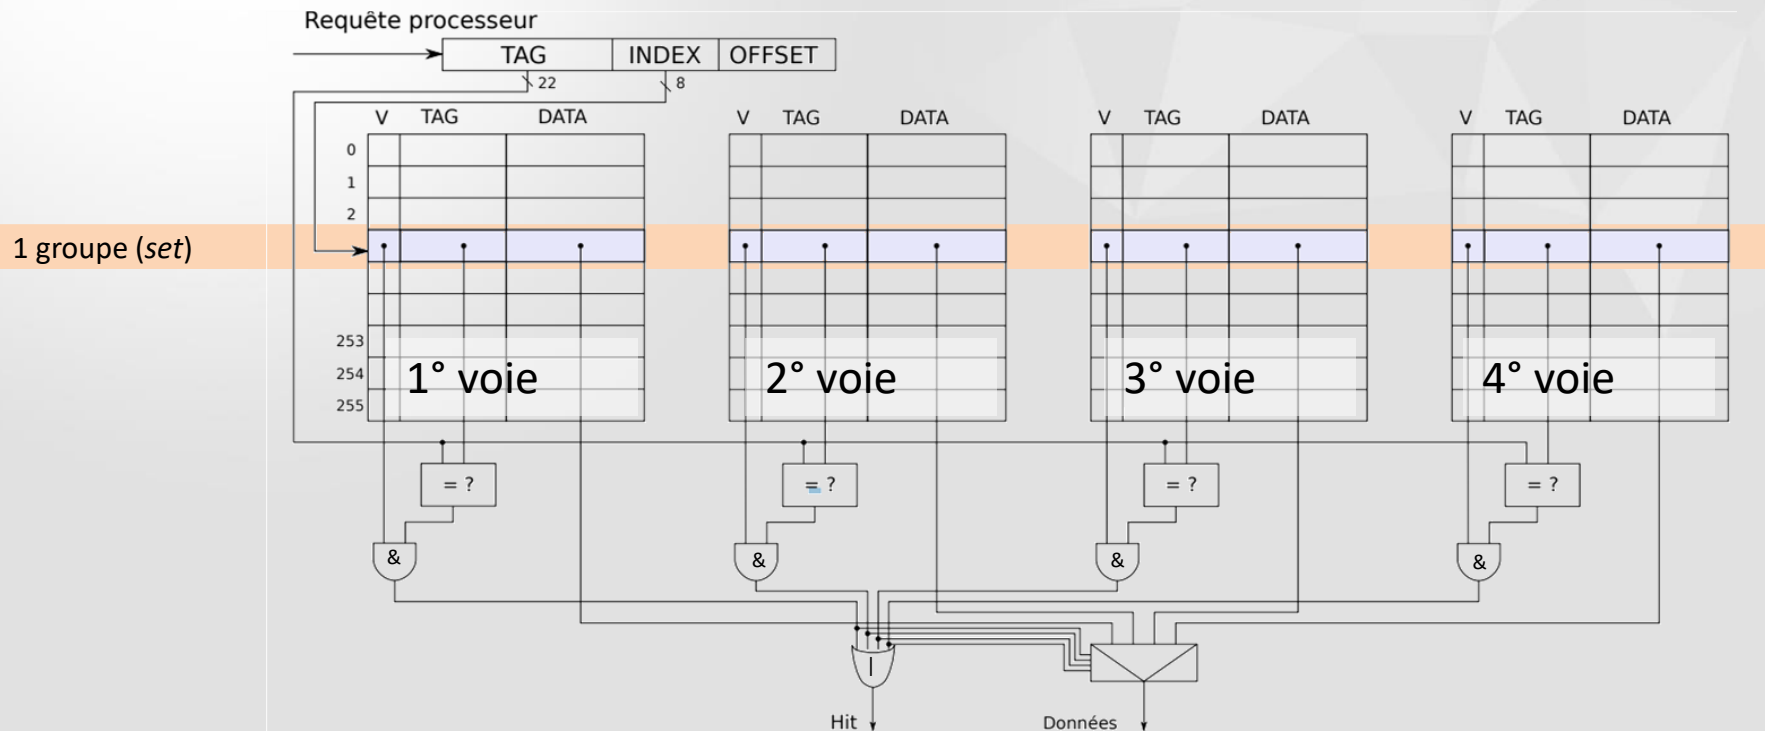 Requête processeur
TAG INDEX OFFSET
22 8
V TAG DATA V TAG DATA V TAG DATA V TAG DATA
0
1
2
1 groupe (set)
253
254
255
1° voie 2° voie 3° voie 4° voie
= ? = ? = ? = ?
& & & &
|
Hit Données